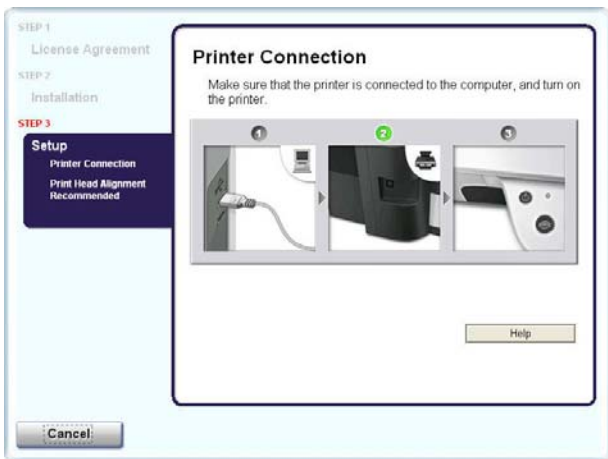 STEP 1
License Agreement
STEP 2
Installation
STEP 3
Setup
Printer Connection
Print Head Alignment
Recommended
Printer Connection
Make sure that the printer is connected to the computer, and turn on
the printer.
1
2
3
Help
Cancel